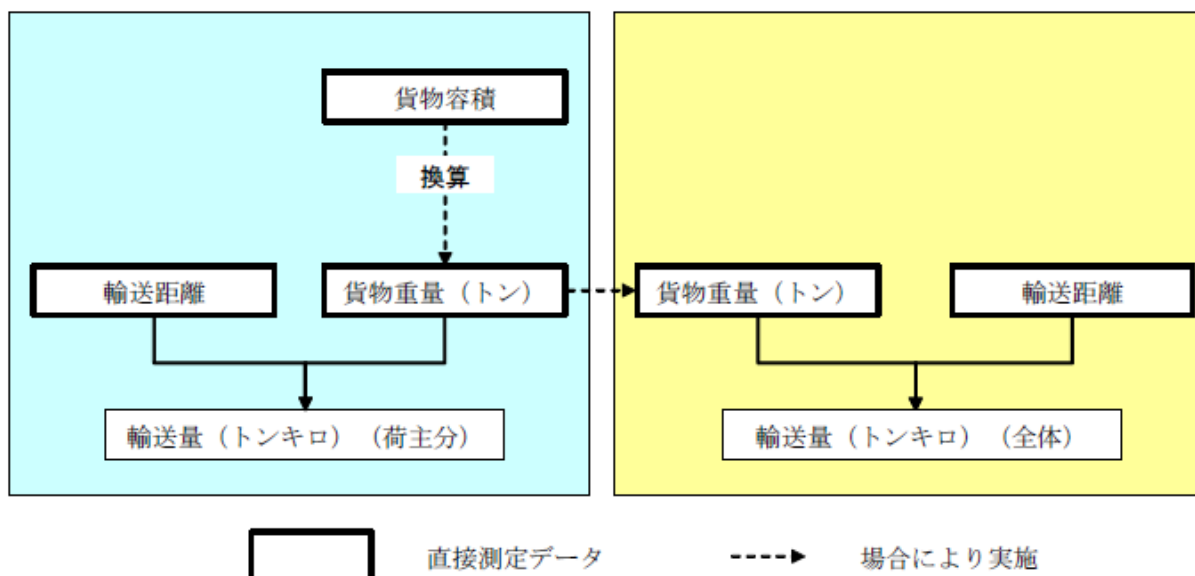 貨物容積
換算
輸送距離
貨物重量（トン）
貨物重量（トン）
輸送距離
輸送量（トンキロ）（荷主分）
輸送量（トンキロ）（全体）
直接測定データ
場合により実施